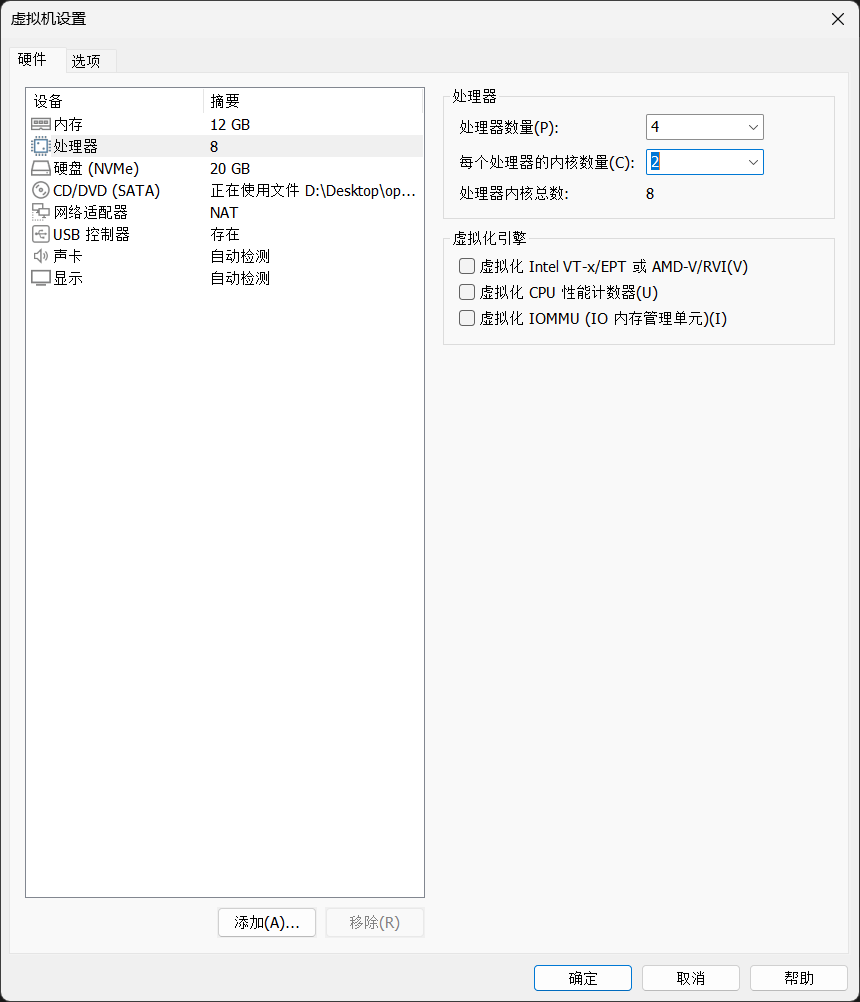 虚拟机设置
硬件 选项
设备 摘要
内存 12 GB
处理器 8
硬盘 (NVMe) 20 GB
CD/DVD (SATA) 正在使用文件 D:\Desktop\op...
网络适配器 NAT
USB 控制器 存在
声卡 自动检测
显示 自动检测
添加(A)... 移除(R)
处理器
处理器数量(P): 4
每个处理器的内核数量(C): 2
处理器内核总数: 8
虚拟化引擎
虚拟化 Intel VT-x/EPT 或 AMD-V/RVI(V)
虚拟化 CPU 性能计数器(U)
虚拟化 IOMMU (IO 内存管理单元)(I)
确定 取消 帮助